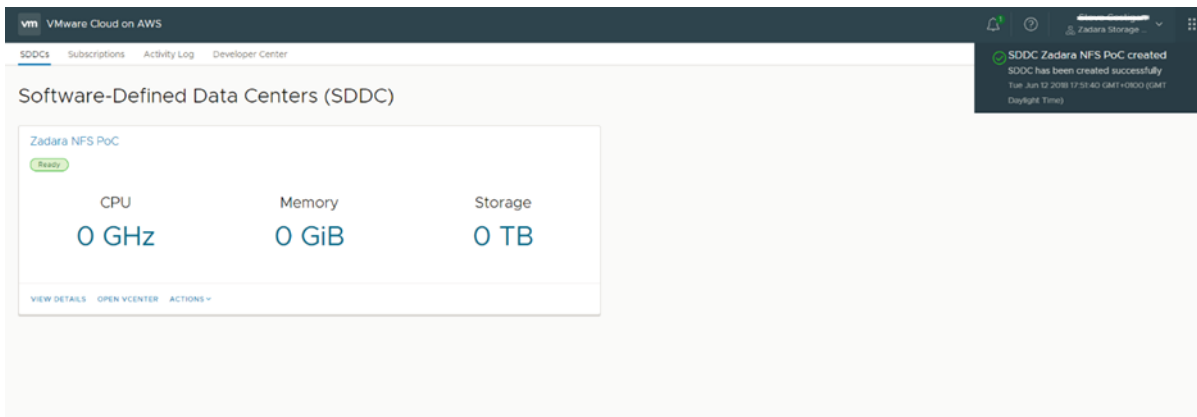 vm VMware Cloud on AWS
1
Zadara Storage ..
SDDCs Subscriptions Activity Log Developer Center
SDDC Zadara NFS PoC created
SDDC has been created successfully
Tue Jun 12 2018 17:51:40 GMT+0100 (GMT
Daylight Time)
Software-Defined Data Centers (SDDC)
Zadara NFS PoC
Ready
CPU Memory Storage
0 GHz 0 GiB 0 TB
VIEW DETAILS OPEN VCENTER ACTIONS